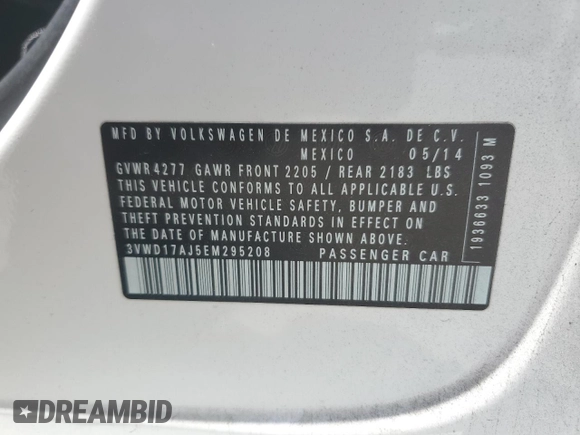 MFD BY VOLKSWAGEN DE MEXICO S.A. DE C.V.
MEXICO 05/14
GVWR 4277 GAWR FRONT 2205 / REAR 2183 LBS
THIS VEHICLE CONFORMS TO ALL APPLICABLE U.S.
FEDERAL MOTOR VEHICLE SAFETY, BUMPER AND
THEFT PREVENTION STANDARDS IN EFFECT ON
THE DATE OF MANUFACTURE SHOWN ABOVE.
3VWD17AJ5EM295208 PASSENGER CAR
1936633 1093 M
DREAMBID